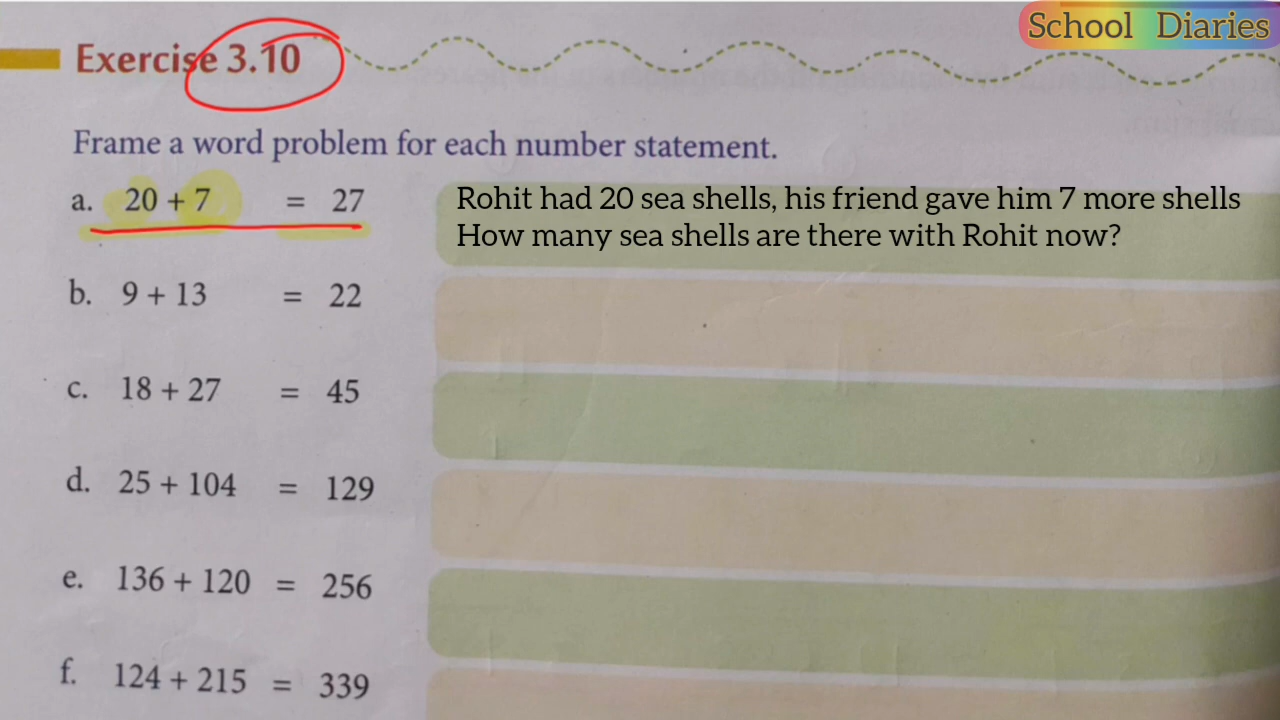 School Diaries
Exercise 3.10
Frame a word problem for each number statement.
a. 20 + 7 = 27
Rohit had 20 sea shells, his friend gave him 7 more shells
How many sea shells are there with Rohit now?
b. 9 + 13 = 22
c. 18 + 27 = 45
d. 25 + 104 = 129
e. 136 + 120 = 256
f. 124 + 215 = 339